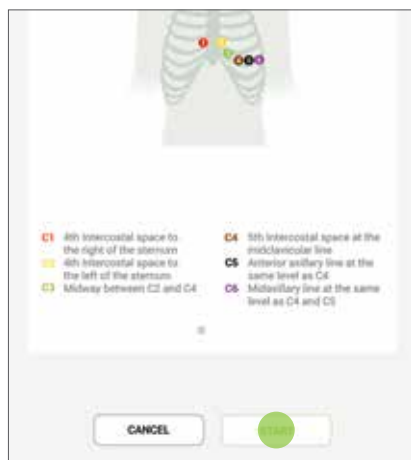 C1 4th Intercostal space to
the right of the sternum
C2 4th Intercostal space to
the left of the sternum
C3 Midway between C2 and C4
C4 5th Intercostal space at the
midclavicular line
C5 Anterior axillary line at the
same level as C4
C6 Midaxillary line at the same
level as C4 and C5
CANCEL
START